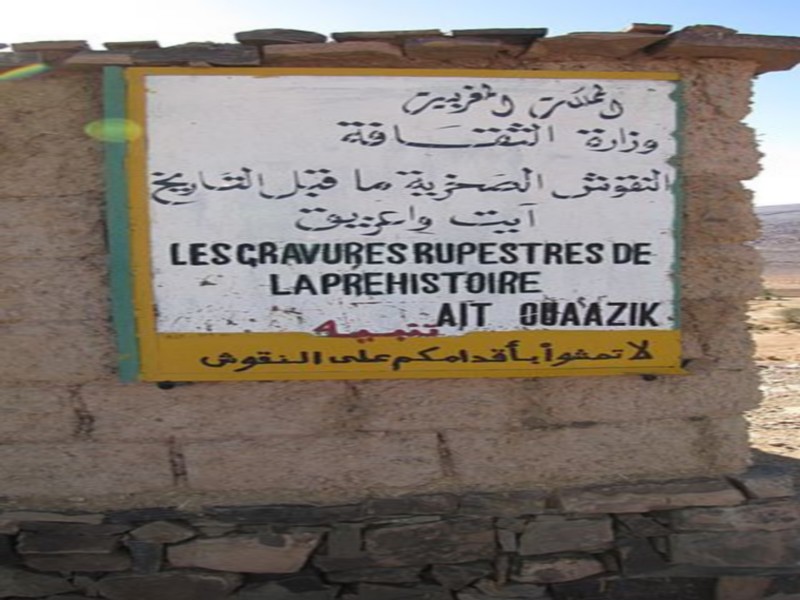 المملكة المغربية
وزارة الثقافة
النقوش الصخرية ما قبل التاريخ
آيت واعزيق
LES GRAVURES RUPESTRES DE
LA PRÉHISTOIRE
AIT OUAAZIK
تنبيه
لا تمشوا بأقدامكم على النقوش